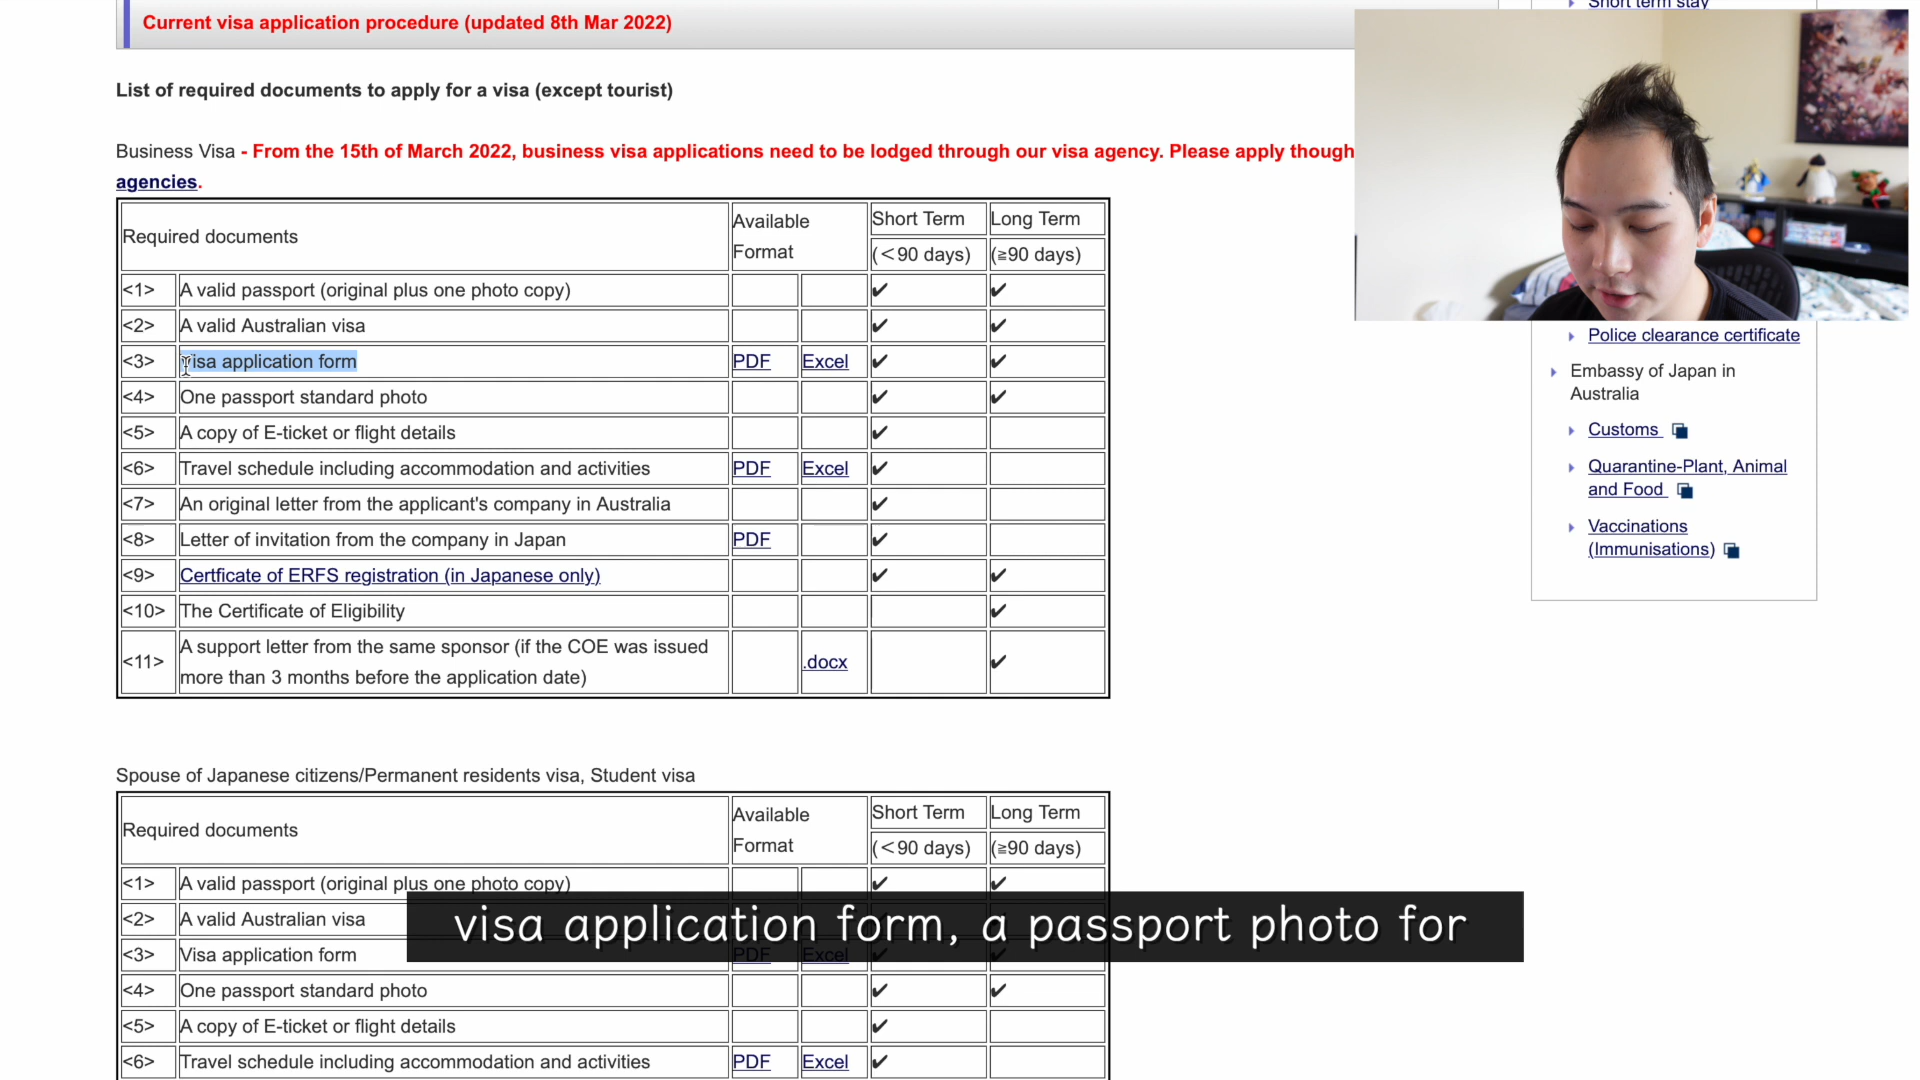 Current visa application procedure (updated 8th Mar 2022)
List of required documents to apply for a visa (except tourist)
Business Visa - From the 15th of March 2022, business visa applications need to be lodged through our visa agency. Please apply though
agencies.
Required documents
Available
Format
Short Term
Long Term
(＜90 days)
(≧90 days)
<1> A valid passport (original plus one photo copy) ✔ ✔
<2> A valid Australian visa ✔ ✔
<3> Visa application form PDF Excel ✔ ✔
<4> One passport standard photo ✔ ✔
<5> A copy of E-ticket or flight details ✔
<6> Travel schedule including accommodation and activities PDF Excel ✔
<7> An original letter from the applicant's company in Australia ✔
<8> Letter of invitation from the company in Japan PDF ✔
<9> Certficate of ERFS registration (in Japanese only) ✔ ✔
<10> The Certificate of Eligibility ✔
<11> A support letter from the same sponsor (if the COE was issued
more than 3 months before the application date) .docx ✔
Spouse of Japanese citizens/Permanent residents visa, Student visa
Required documents
Available
Format
Short Term
Long Term
(＜90 days)
(≧90 days)
<1> A valid passport (original plus one photo copy) ✔ ✔
<2> A valid Australian visa
<3> Visa application form PDF Excel
<4> One passport standard photo ✔ ✔
<5> A copy of E-ticket or flight details ✔
<6> Travel schedule including accommodation and activities PDF Excel ✔
Short term stay
Police clearance certificate
Embassy of Japan in
Australia
Customs
Quarantine-Plant, Animal
and Food
Vaccinations
(Immunisations)
visa application form, a passport photo for